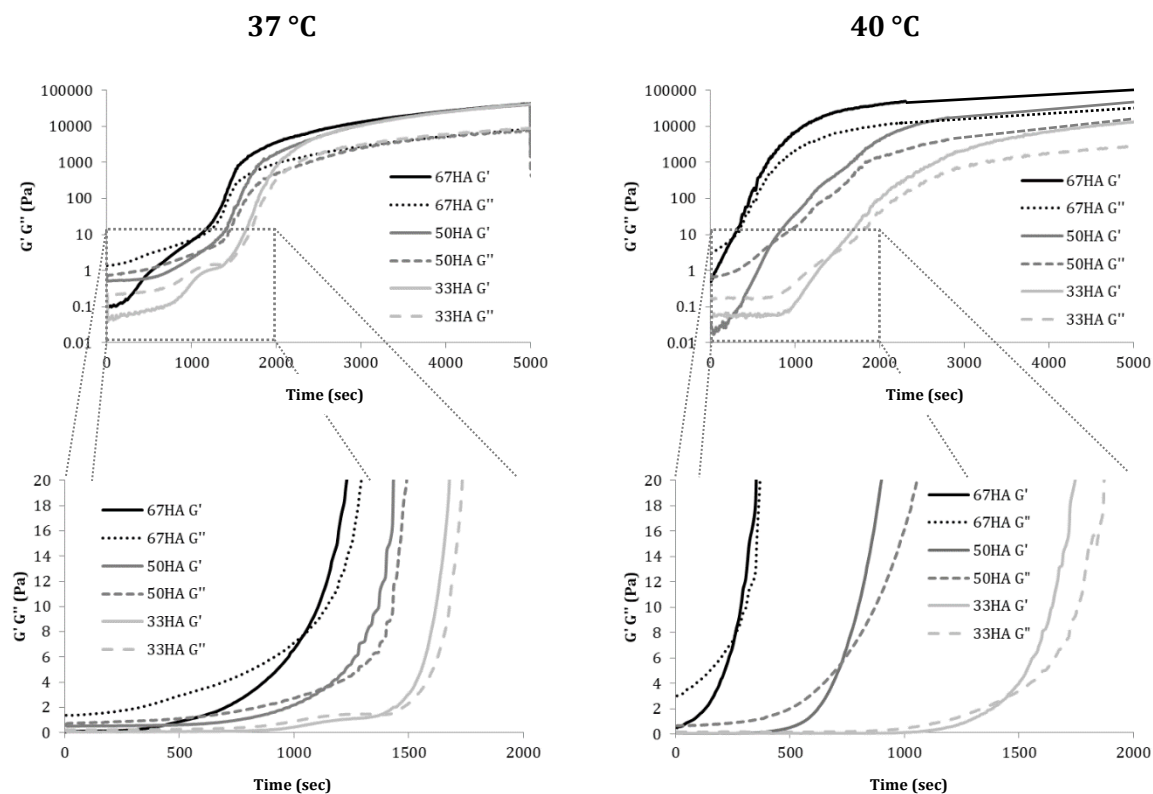 37 °C
40 °C
G' G'' (Pa)
100000
10000
1000
100
10
1
0.1
0.01
0
1000
2000
3000
4000
5000
Time (sec)
67HA G'
67HA G''
50HA G'
50HA G''
33HA G'
33HA G''
G' G'' (Pa)
100000
10000
1000
100
10
1
0.1
0.01
0
1000
2000
3000
4000
5000
Time (sec)
67HA G'
67HA G''
50HA G'
50HA G''
33HA G'
33HA G''
G' G'' (Pa)
20
18
16
14
12
10
8
6
4
2
0
0
500
1000
1500
2000
Time (sec)
67HA G'
67HA G''
50HA G'
50HA G''
33HA G'
33HA G''
G' G'' (Pa)
20
18
16
14
12
10
8
6
4
2
0
0
500
1000
1500
2000
Time (sec)
67HA G'
67HA G"
50HA G'
50HA G"
33HA G'
33HA G"